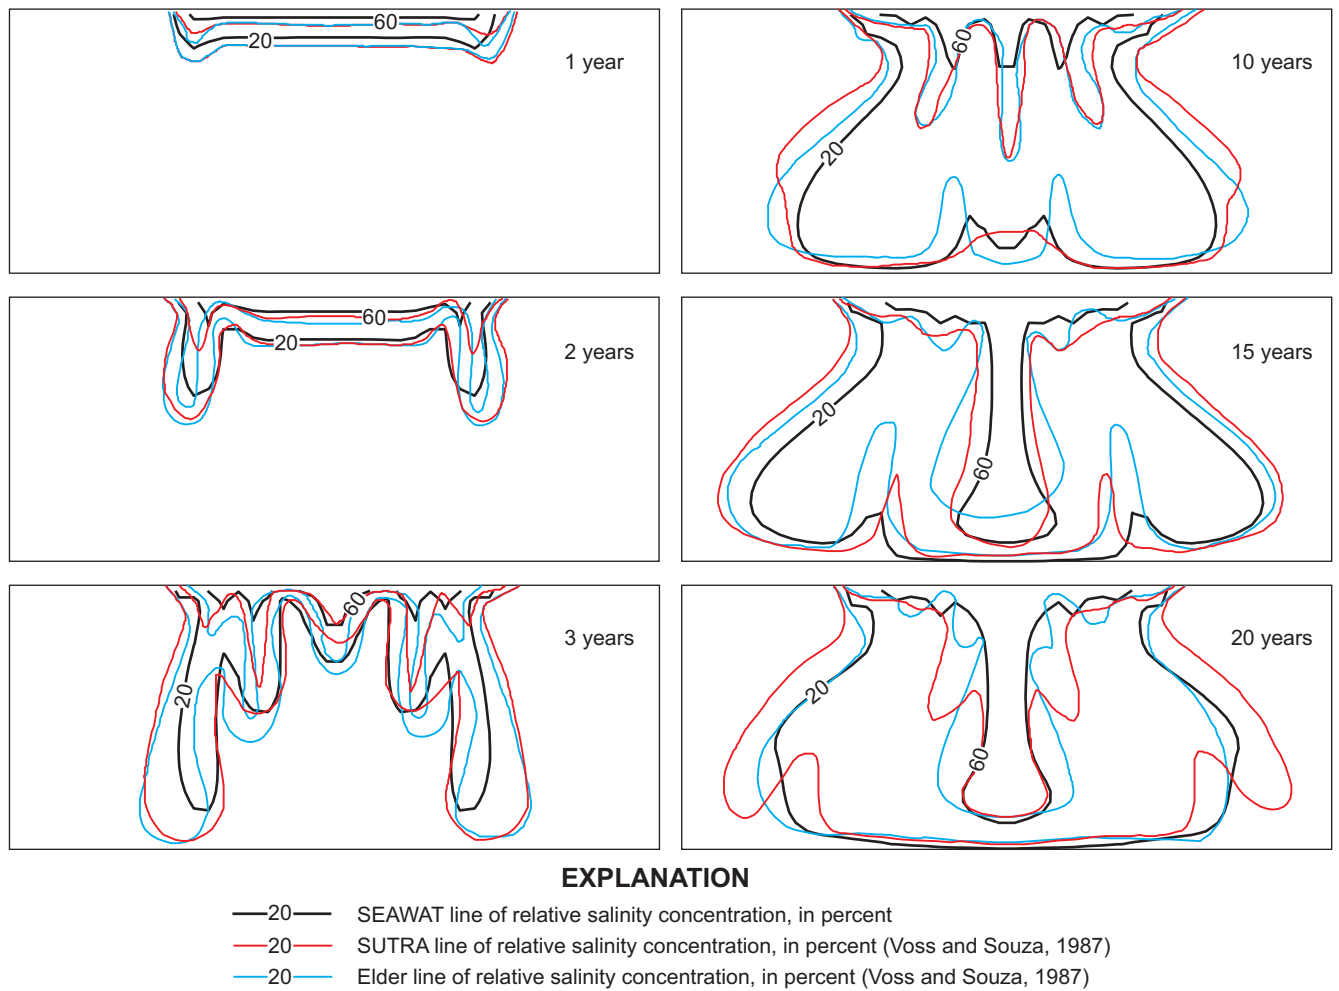 60
20
1 year
60
20
10 years
60
20
2 years
20
60
15 years
60
20
3 years
20
60
20 years
EXPLANATION
20 SEAWAT line of relative salinity concentration, in percent
20 SUTRA line of relative salinity concentration, in percent (Voss and Souza, 1987)
20 Elder line of relative salinity concentration, in percent (Voss and Souza, 1987)